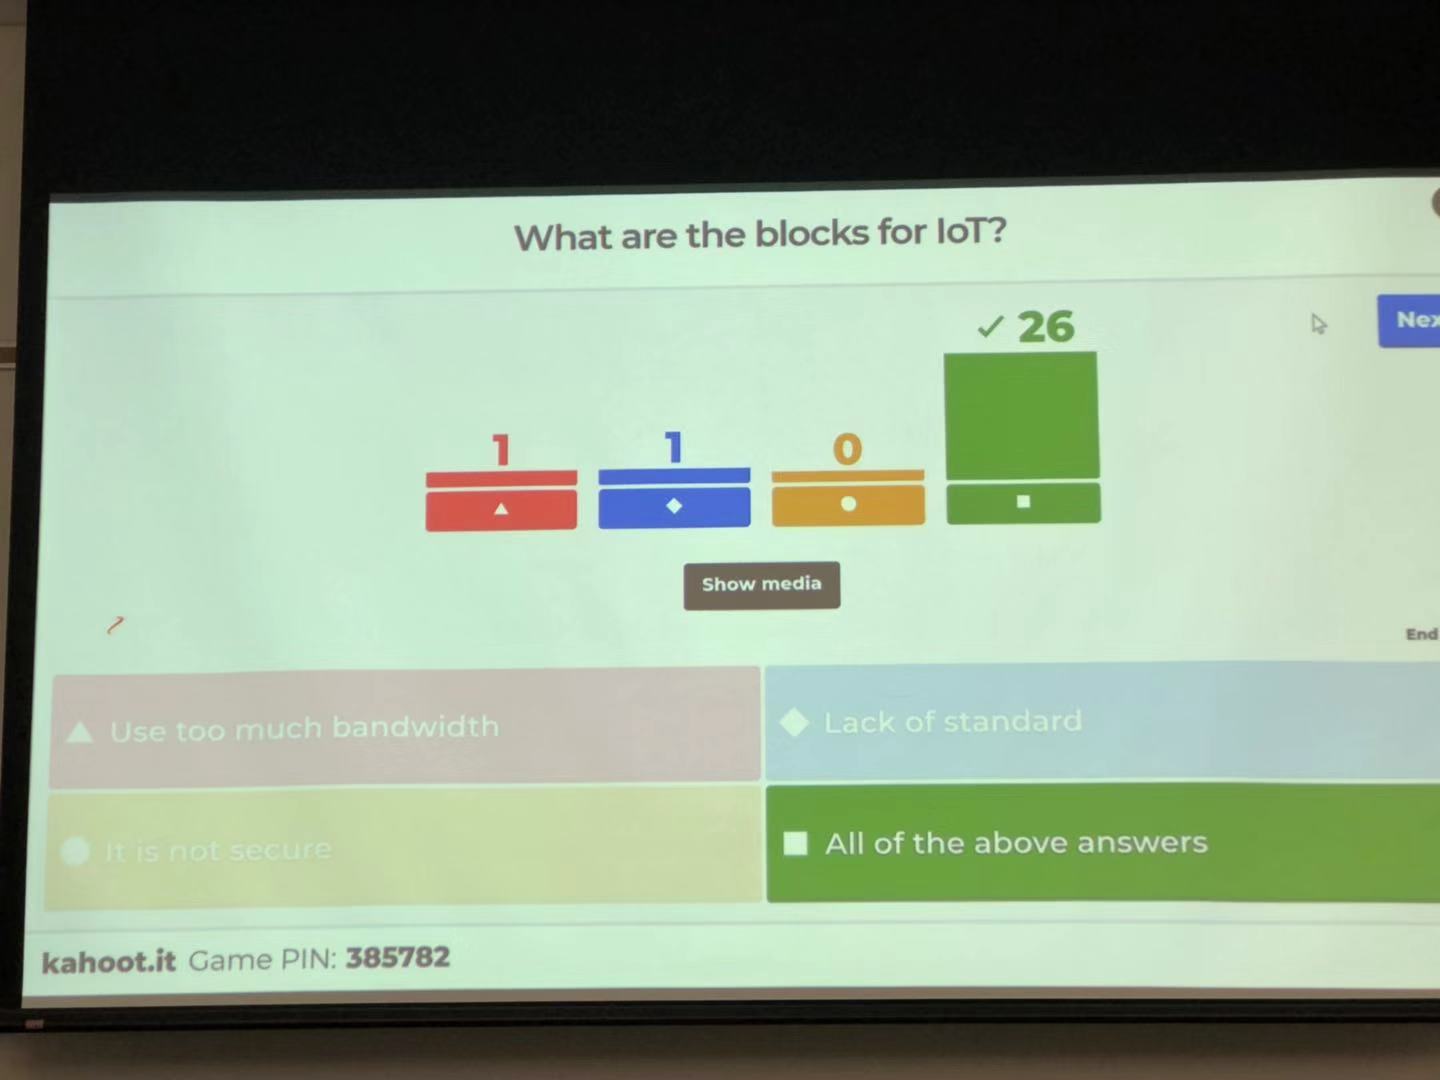 What are the blocks for IoT?
Nex
✓ 26
1
1
0
Show media
End
Use too much bandwidth
Lack of standard
It is not secure
All of the above answers
kahoot.it Game PIN: 385782